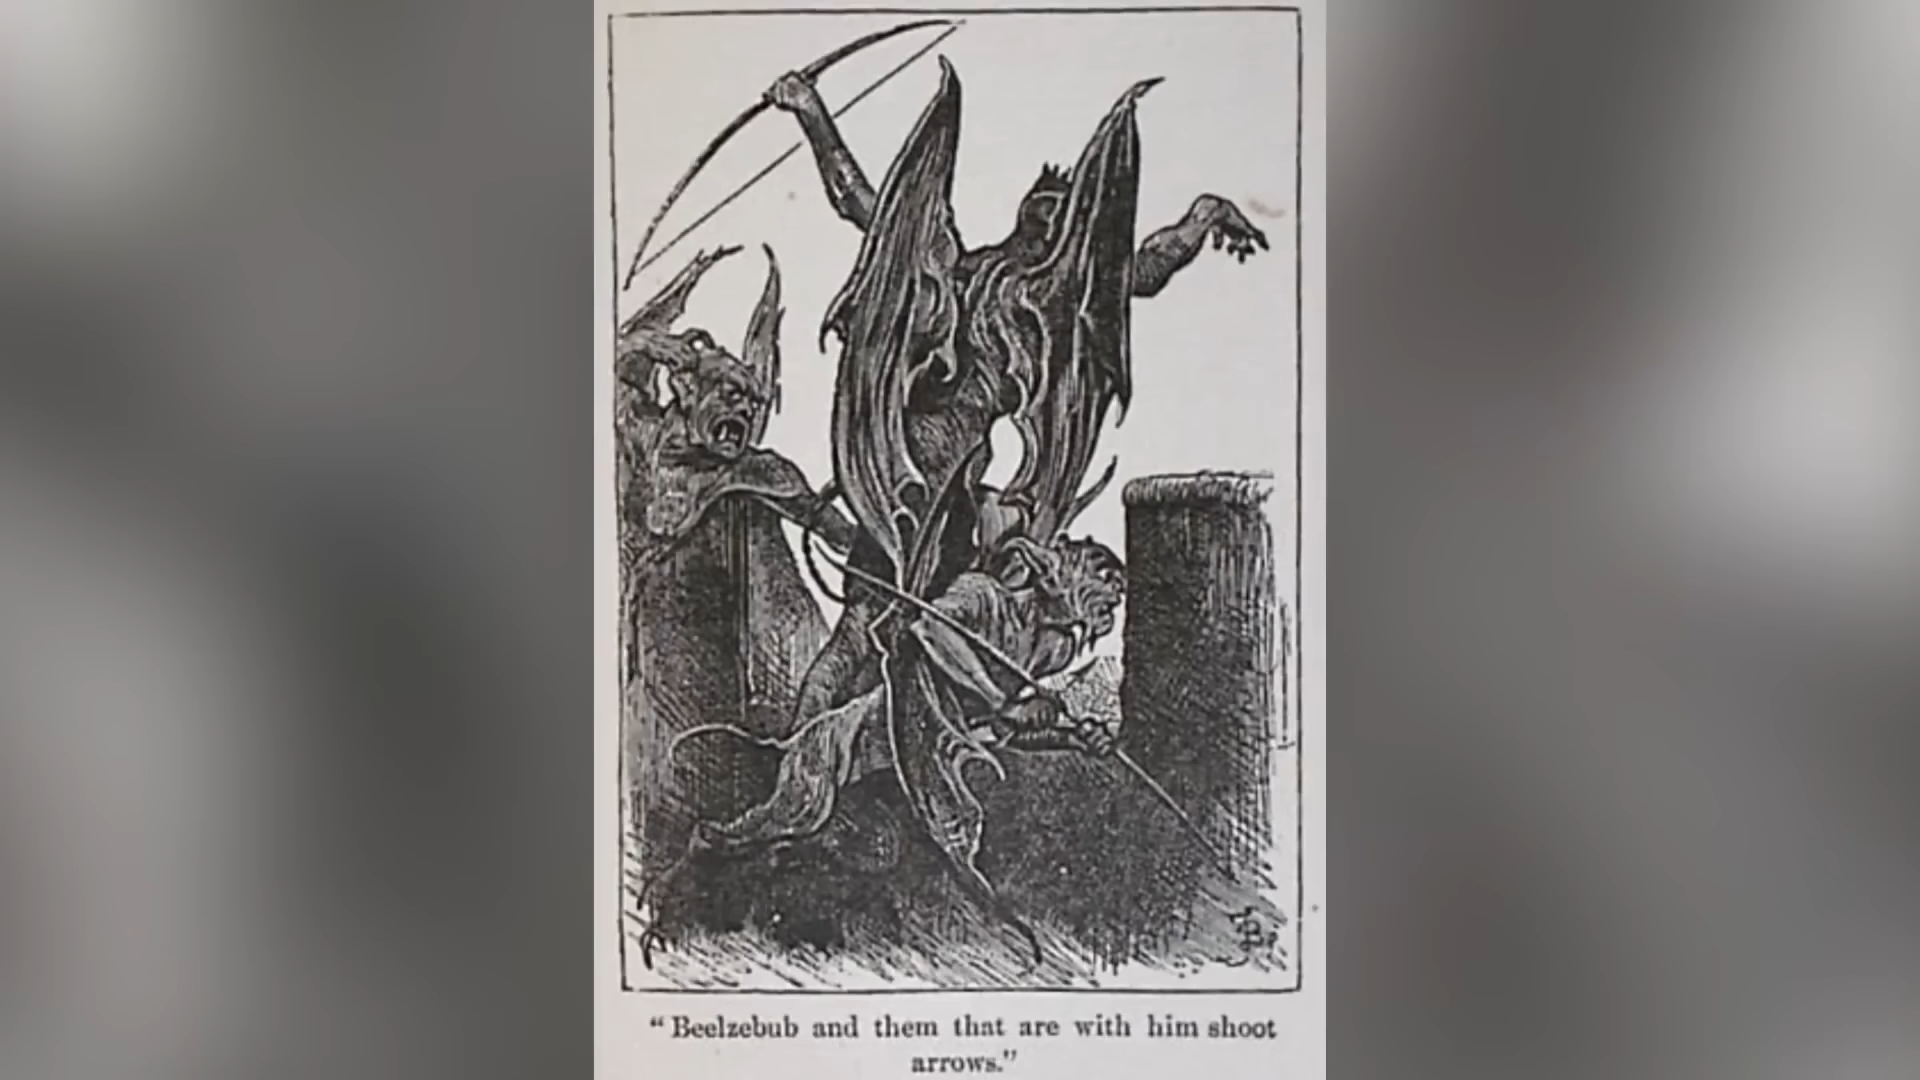 “Beelzebub and them that are with him shoot
arrows.”